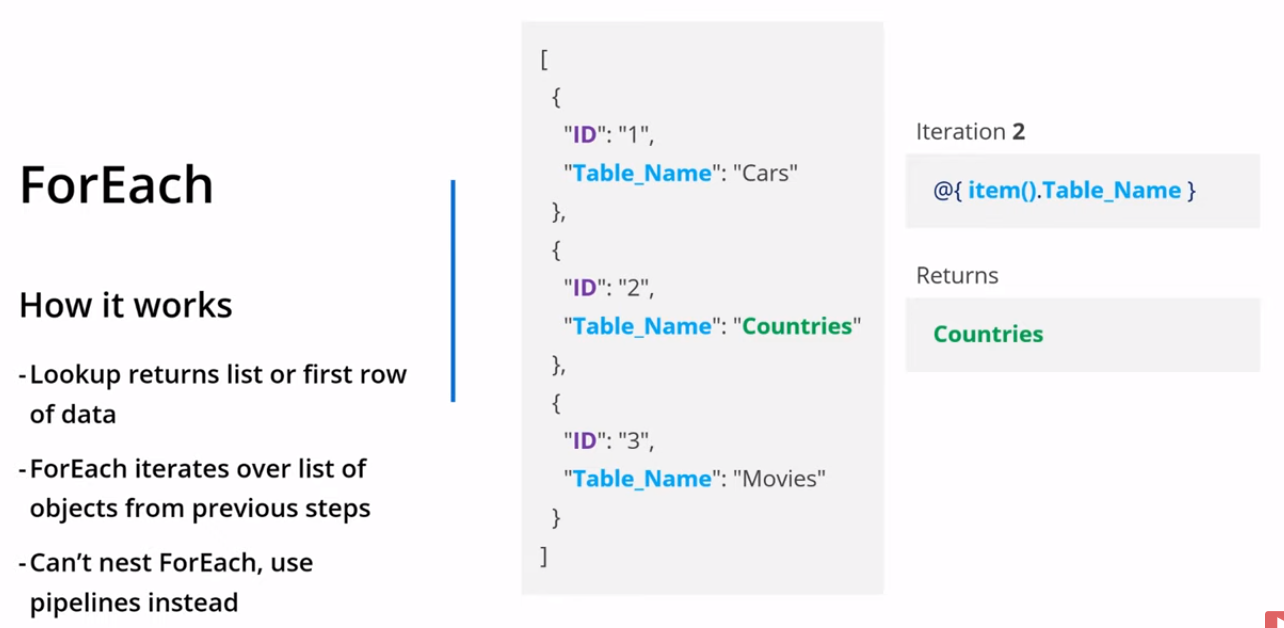 ForEach
How it works
-Lookup returns list or first row
of data
-ForEach iterates over list of
objects from previous steps
-Can't nest ForEach, use
pipelines instead
[
{
"ID": "1",
"Table_Name": "Cars"
},
{
"ID": "2",
"Table_Name": "Countries"
},
{
"ID": "3",
"Table_Name": "Movies"
}
]
Iteration 2
@{ item().Table_Name }
Returns
Countries